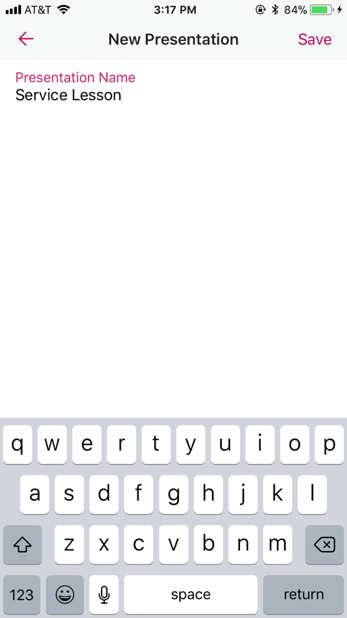 AT&T 3:17 PM 84%
New Presentation Save
Presentation Name
Service Lesson
q w e r t y u i o p
a s d f g h j k l
z x c v b n m
123 space return